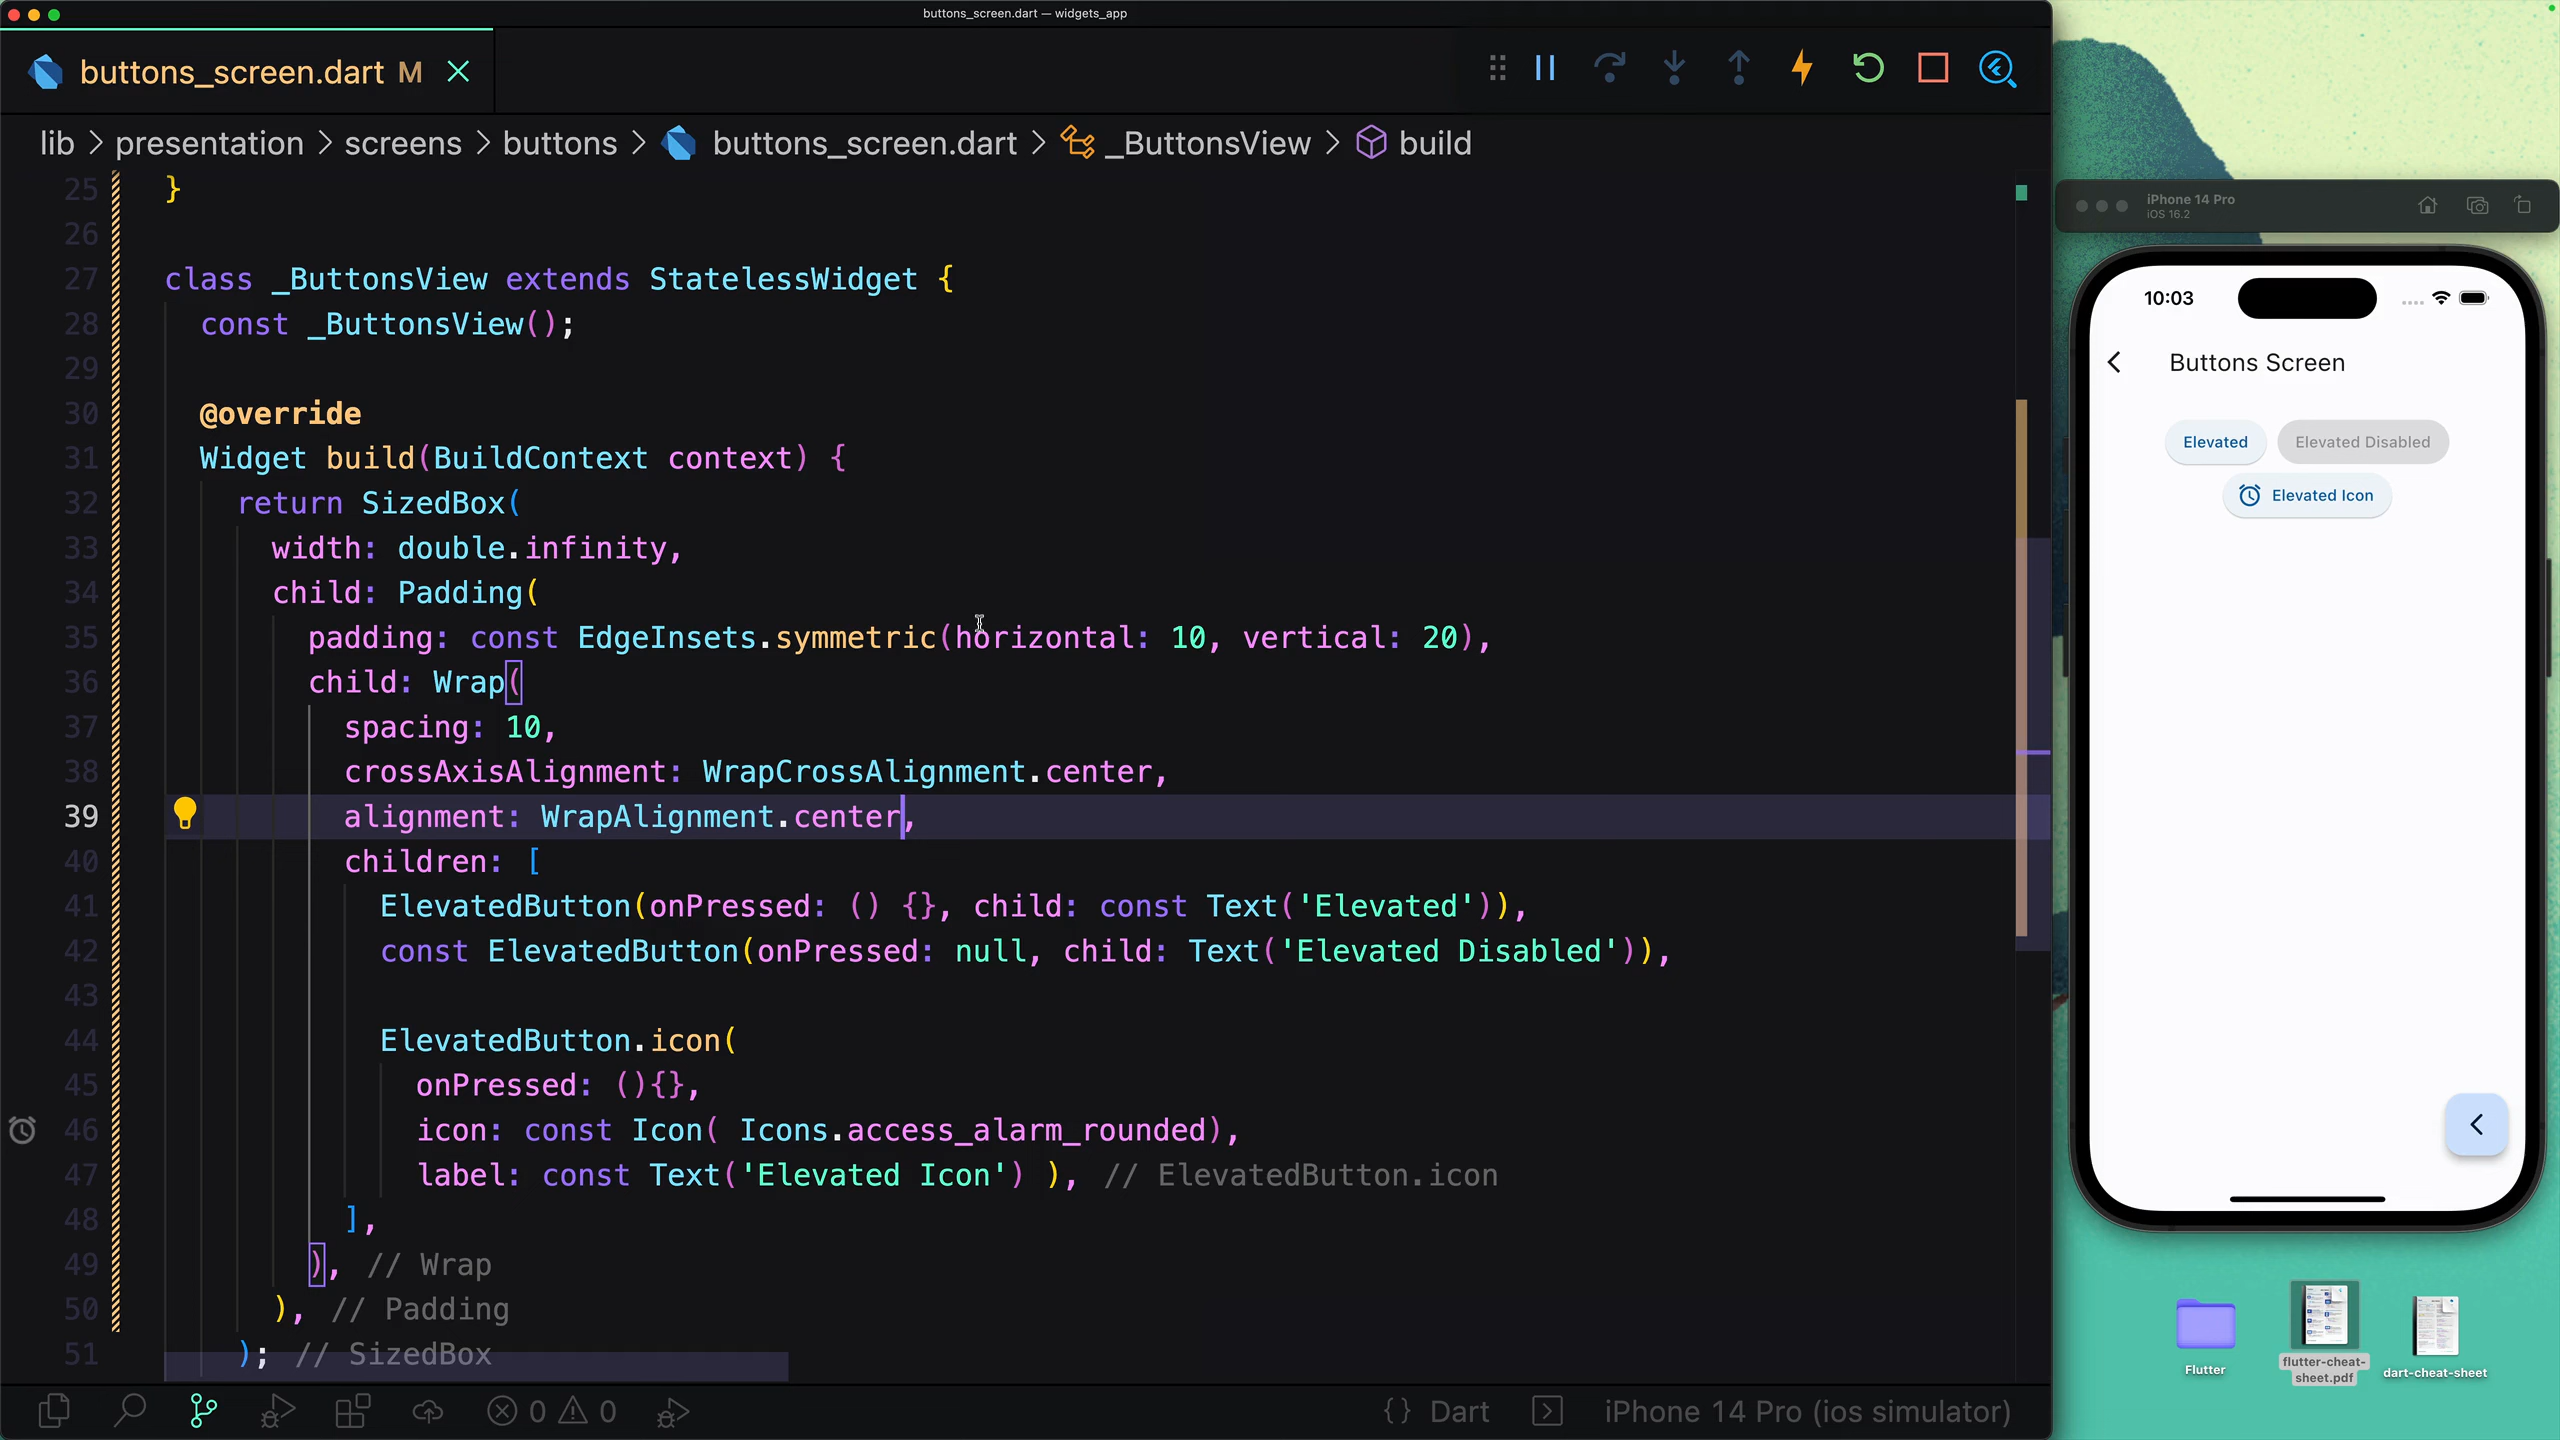 buttons_screen.dart — widgets_app
buttons_screen.dart M
lib > presentation > screens > buttons > buttons_screen.dart > _ButtonsView > build
25 }
26
27 class _ButtonsView extends StatelessWidget {
28 const _ButtonsView();
29
30 @override
31 Widget build(BuildContext context) {
32 return SizedBox(
33 width: double.infinity,
34 child: Padding(
35 padding: const EdgeInsets.symmetric(horizontal: 10, vertical: 20),
36 child: Wrap(
37 spacing: 10,
38 crossAxisAlignment: WrapCrossAlignment.center,
39 alignment: WrapAlignment.center,
40 children: [
41 ElevatedButton(onPressed: () {}, child: const Text('Elevated')),
42 const ElevatedButton(onPressed: null, child: Text('Elevated Disabled')),
43
44 ElevatedButton.icon(
45 onPressed: (){},
46 icon: const Icon( Icons.access_alarm_rounded),
47 label: const Text('Elevated Icon') ), // ElevatedButton.icon
48 ],
49 ), // Wrap
50 ), // Padding
51 ); // SizedBox
0 0
{} Dart
iPhone 14 Pro (ios simulator)
iPhone 14 Pro
iOS 16.2
10:03
Buttons Screen
Elevated
Elevated Disabled
Elevated Icon
Flutter
flutter-cheat-
sheet.pdf
dart-cheat-sheet